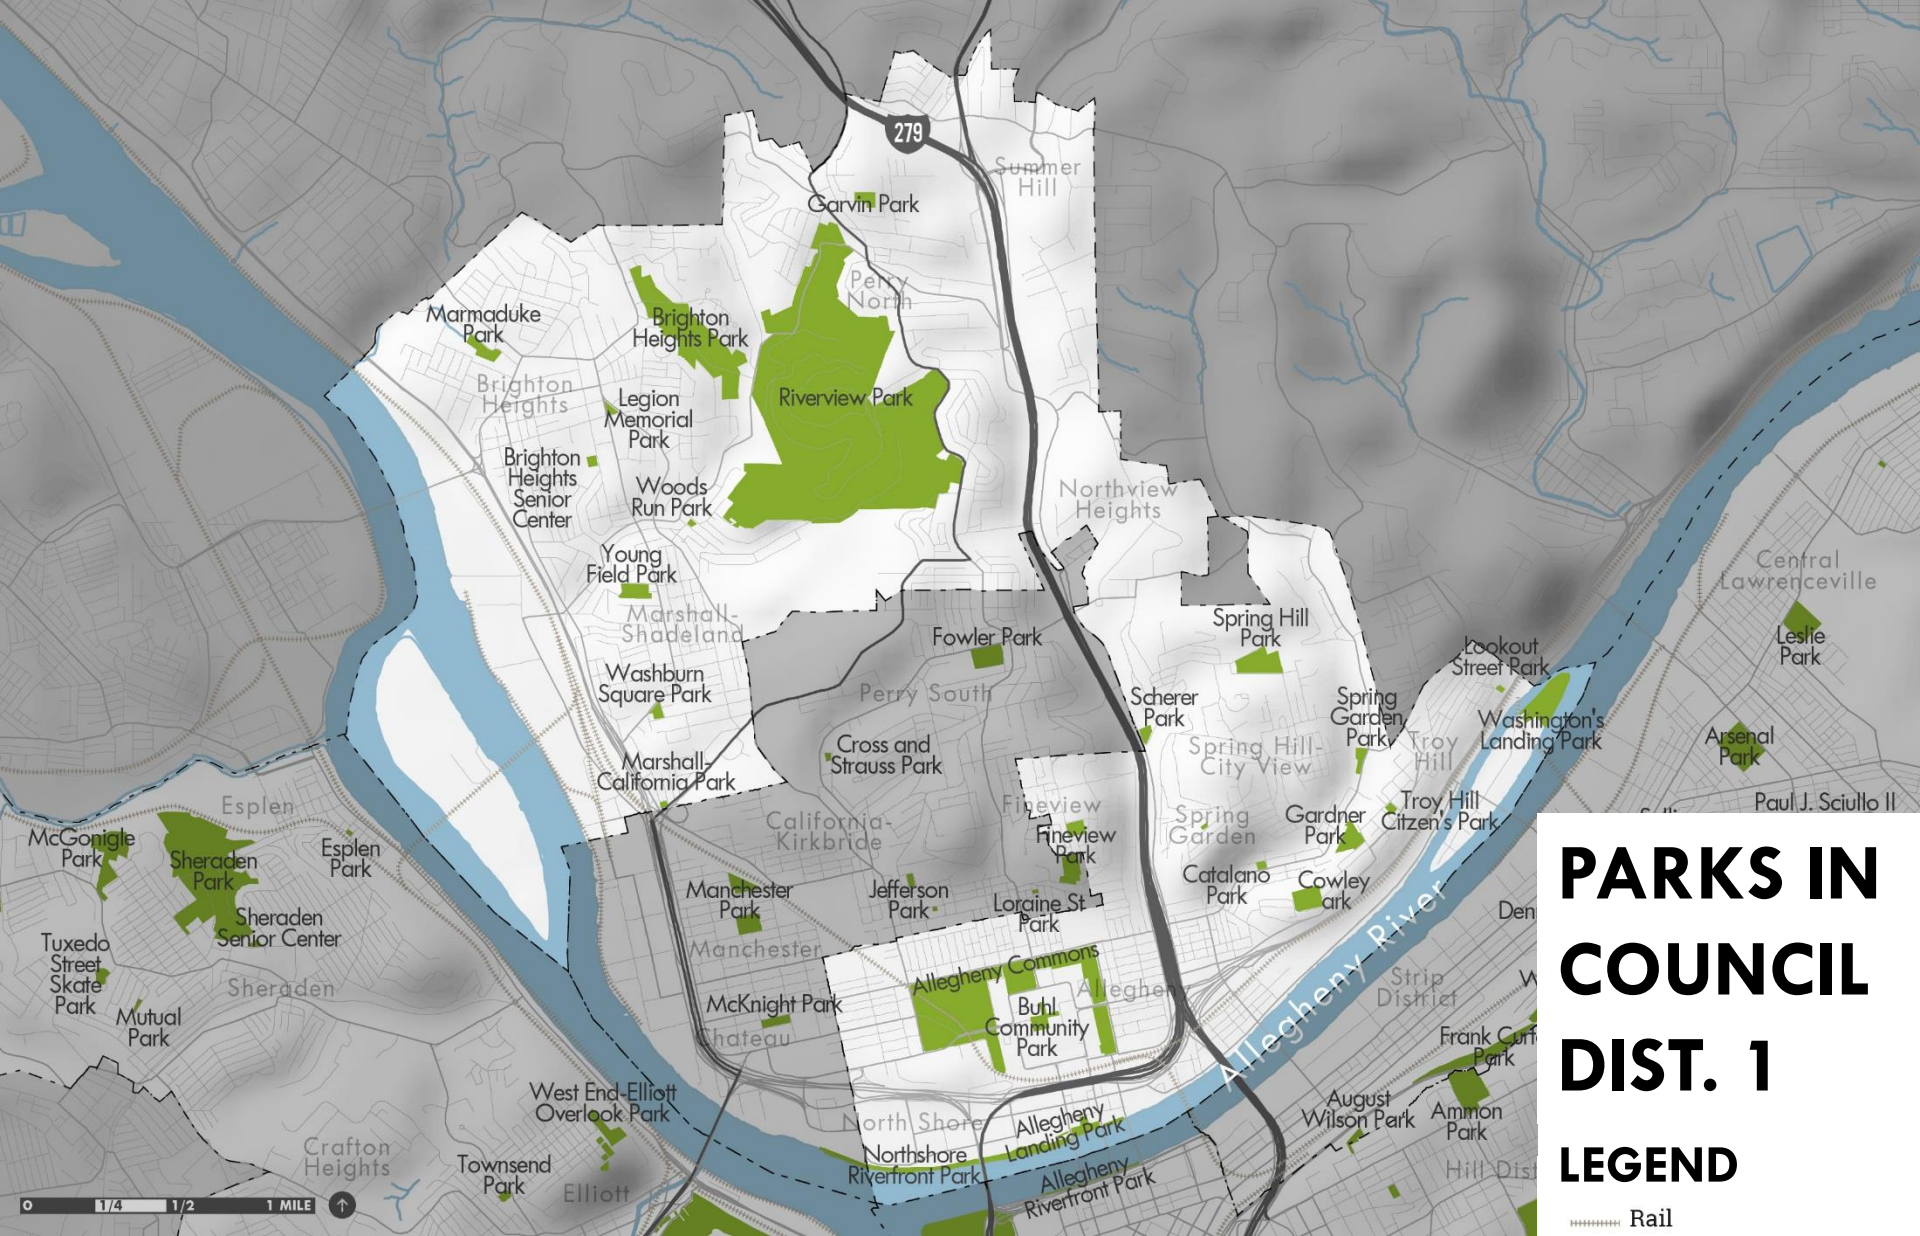 279
Summer
Hill
Garvin Park
Perry
North
Marmaduke
Park
Brighton
Heights Park
Brighton
Heights
Legion
Memorial
Park
Riverview Park
Brighton
Heights
Senior
Center
Woods
Run Park
Northview
Heights
Young
Field Park
Marshall-
Shadeland
Central
Lawrenceville
Fowler Park
Spring Hill
Park
Lookout
Street Park
Leslie
Park
Washburn
Square Park
Perry South
Scherer
Park
Spring
Garden
Park
Washington's
Landing Park
Troy
Hill
Arsenal
Park
Cross and
Strauss Park
Spring Hill-
City View
Marshall-
California Park
Esplen
Fineview
California-
Kirkbride
Spring
Garden
Gardner
Park
Troy Hill
Citzen's Park
Paul J. Sciullo II
McGonigle
Park
Sheraden
Park
Esplen
Park
Fineview
Park
Manchester
Park
Jefferson
Park
Loraine St
Park
Catalano
Park
Cowley
ark
Den
Sheraden
Senior Center
Tuxedo
Street
Skate
Park
Manchester
Allegheny Commons
Allegheny
Allegheny River
Strip
District
W
Sheraden
Mutual
Park
McKnight Park
Chateau
Buhl
Community
Park
Frank Curt
Park
West End-Elliott
Overlook Park
North Shore
Allegheny
Landing Park
August
Wilson Park
Ammon
Park
Crafton
Heights
Townsend
Park
Elliott
Northshore
Riverfront Park
Allegheny
Riverfront Park
Hill Dist
0 1/4 1/2 1 MILE
PARKS IN
COUNCIL
DIST. 1
LEGEND
Rail